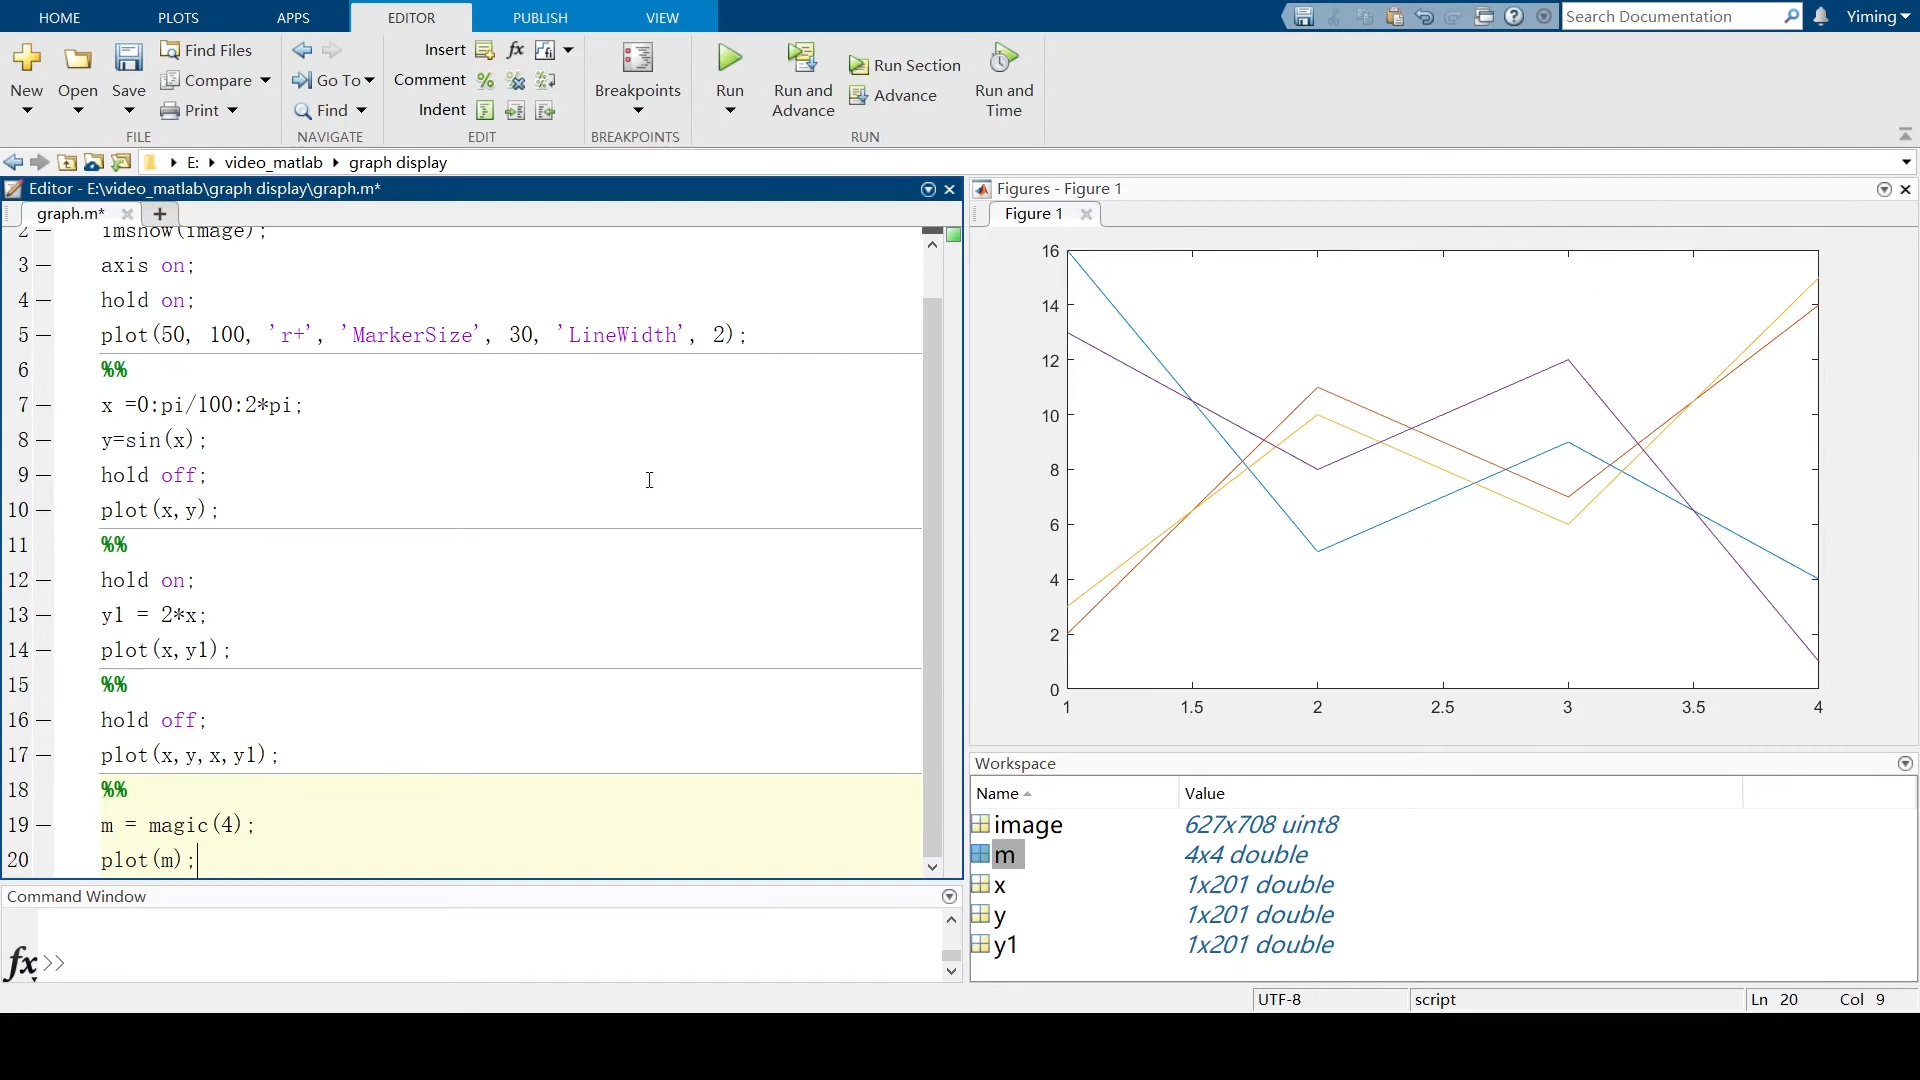 HOME PLOTS APPS EDITOR PUBLISH VIEW Search Documentation Yiming
New Open Save Find Files Compare Print FILE
Go To Find NAVIGATE
Insert fx Comment Indent EDIT
Breakpoints BREAKPOINTS
Run Run and Advance Run Section Advance Run and Time RUN
E: video_matlab graph display
Editor - E:\video_matlab\graph display\graph.m*
graph.m*
2 imshow(image);
3 axis on;
4 hold on;
5 plot(50, 100, 'r+', 'MarkerSize', 30, 'LineWidth', 2);
6 %%
7 x =0:pi/100:2*pi;
8 y=sin(x);
9 hold off;
10 plot(x,y);
11 %%
12 hold on;
13 y1 = 2*x;
14 plot(x,y1);
15 %%
16 hold off;
17 plot(x,y,x,y1);
18 %%
19 m = magic(4);
20 plot(m);
Command Window
fx >>
Figures - Figure 1
Figure 1
16
14
12
10
8
6
4
2
0
1 1.5 2 2.5 3 3.5 4
Workspace
Name Value
image 627x708 uint8
m 4x4 double
x 1x201 double
y 1x201 double
y1 1x201 double
UTF-8 script Ln 20 Col 9